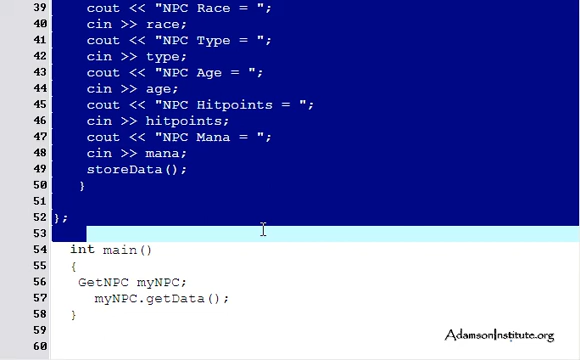 39 cout << "NPC Race = ";
40 cin >> race;
41 cout << "NPC Type = ";
42 cin >> type;
43 cout << "NPC Age = ";
44 cin >> age;
45 cout << "NPC Hitpoints = ";
46 cin >> hitpoints;
47 cout << "NPC Mana = ";
48 cin >> mana;
49 storeData();
50 }
51
52 };
53
54 int main()
55 {
56 GetNPC myNPC;
57 myNPC.getData();
58 }
59
60
AdamsonInstitute.org